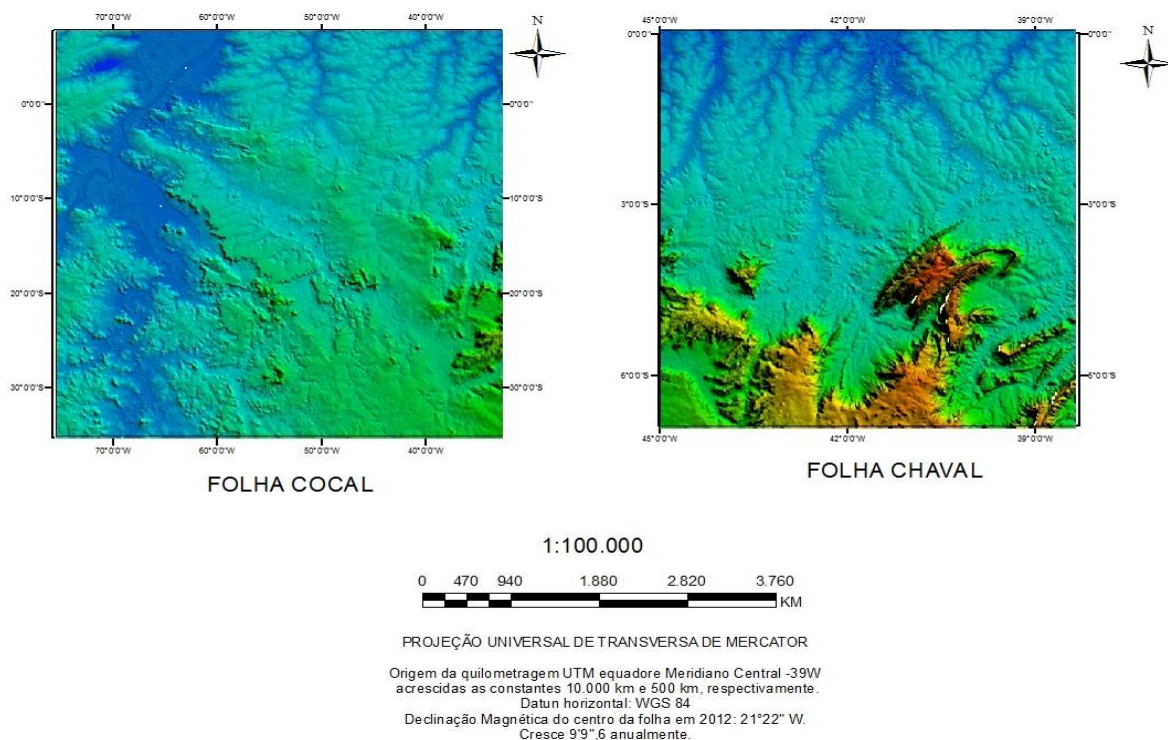 70°0'0"W 60°0'0"W 50°0'0"W 40°0'0"W
N
0°0'0"
0°0'0"
10°0'0"S
10°0'0"S
20°0'0"S
20°0'0"S
30°0'0"S
30°0'0"S
70°0'0"W 60°0'0"W 50°0'0"W 40°0'0"W
FOLHA COCAL
45°0'0"W 42°0'0"W 39°0'0"W
N
0°0'0"
0°0'0"
3°0'0"S
3°0'0"S
6°0'0"S
6°0'0"S
45°0'0"W 42°0'0"W 39°0'0"W
FOLHA CHAVAL
1:100.000
0 470 940 1.880 2.820 3.760
KM
PROJEÇÃO UNIVERSAL DE TRANSVERSA DE MERCATOR
Origem da quilometragem UTM equadore Meridiano Central -39W
acrescidas as constantes 10.000 km e 500 km, respectivamente.
Datun horizontal: WGS 84
Declinação Magnética do centro da folha em 2012: 21°22" W.
Cresce 9'9",6 anualmente.